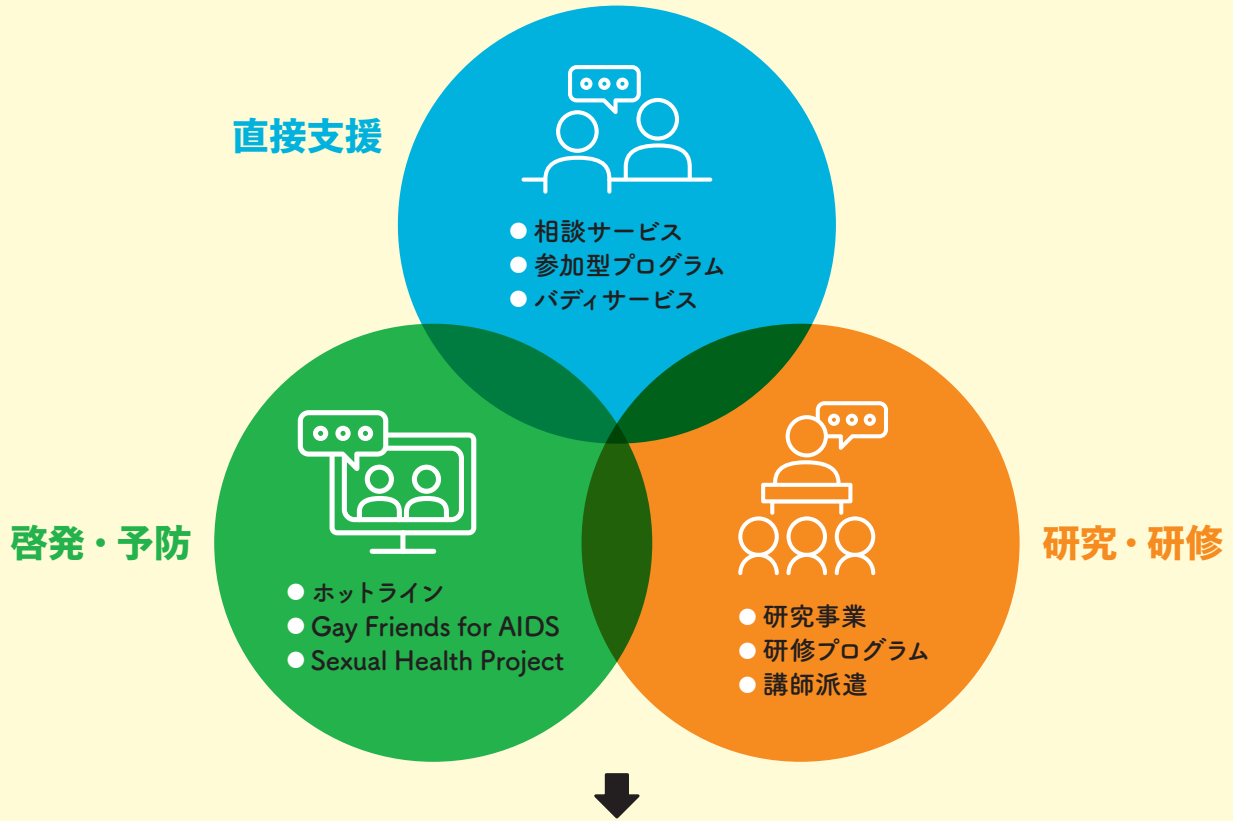 直接支援
● 相談サービス
● 参加型プログラム
● バディサービス
啓発・予防
● ホットライン
● Gay Friends for AIDS
● Sexual Health Project
研究・研修
● 研究事業
● 研修プログラム
● 講師派遣